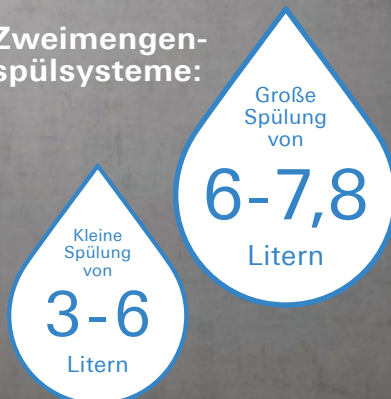 Zweimengen-
spülsysteme:
Große
Spülung
von
6-7,8
Litern
Kleine
Spülung
von
3-6
Litern